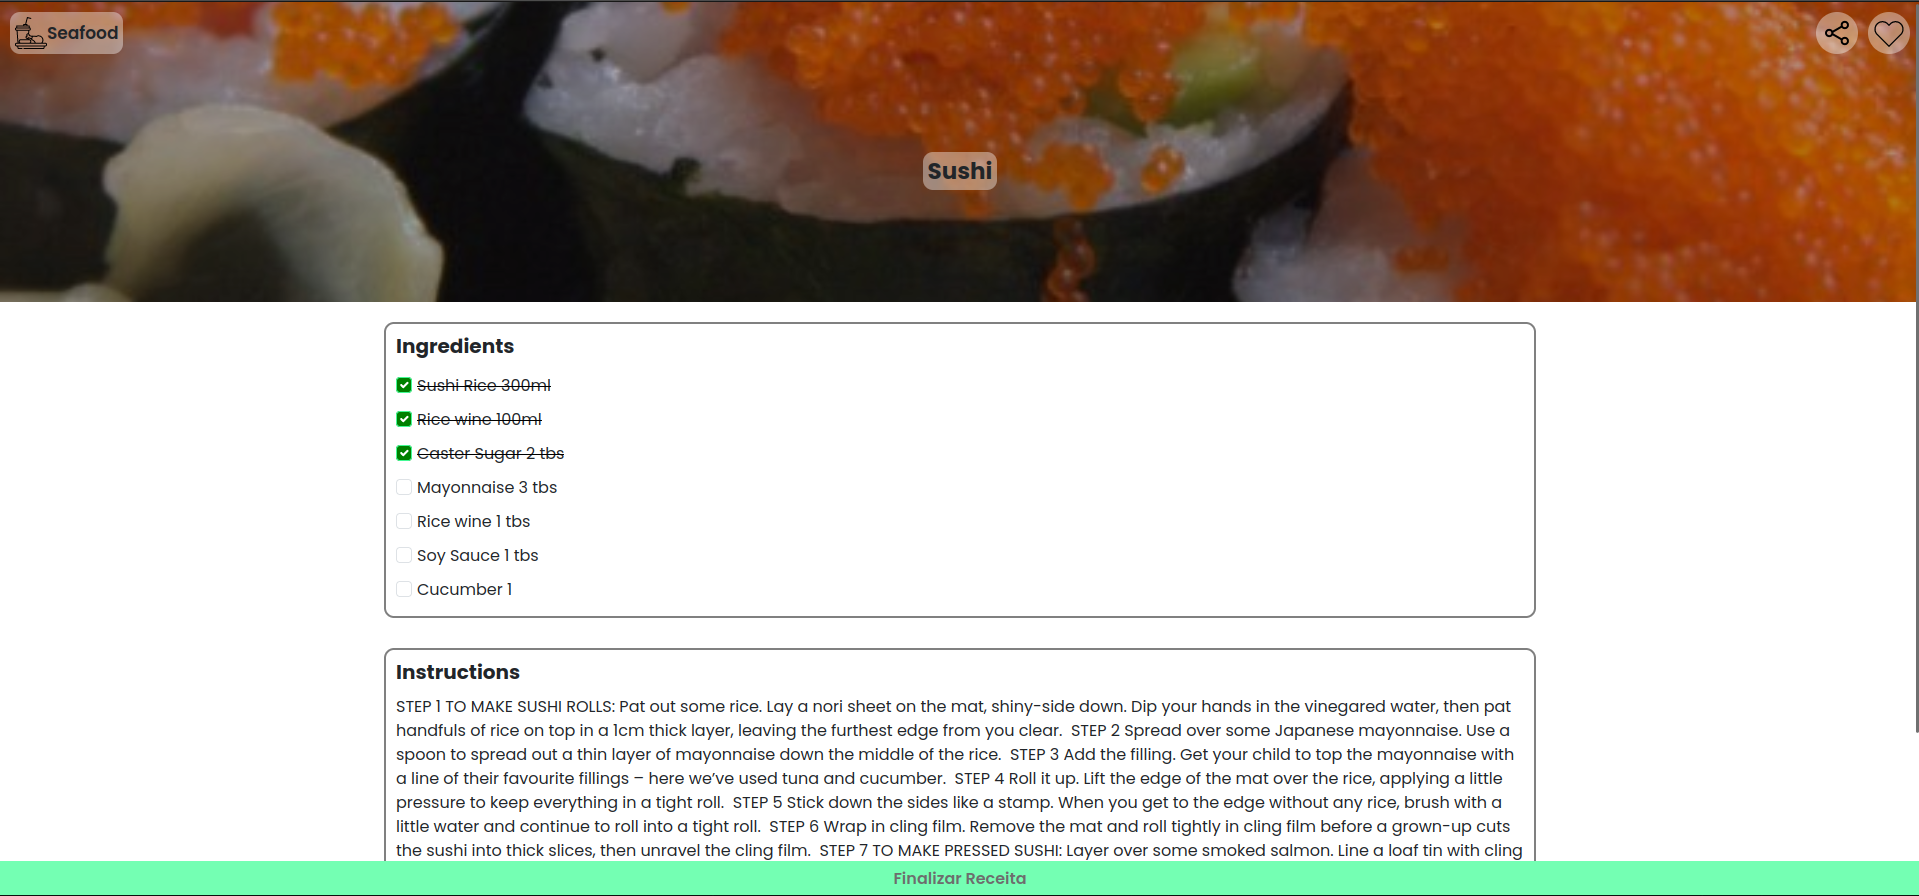 Seafood
Sushi
Ingredients
Sushi Rice 300ml
Rice wine 100ml
Caster Sugar 2 tbs
Mayonnaise 3 tbs
Rice wine 1 tbs
Soy Sauce 1 tbs
Cucumber 1
Instructions
STEP 1 TO MAKE SUSHI ROLLS: Pat out some rice. Lay a nori sheet on the mat, shiny-side down. Dip your hands in the vinegared water, then pat
handfuls of rice on top in a 1cm thick layer, leaving the furthest edge from you clear.  STEP 2 Spread over some Japanese mayonnaise. Use a
spoon to spread out a thin layer of mayonnaise down the middle of the rice.  STEP 3 Add the filling. Get your child to top the mayonnaise with
a line of their favourite fillings – here we’ve used tuna and cucumber.  STEP 4 Roll it up. Lift the edge of the mat over the rice, applying a little
pressure to keep everything in a tight roll.  STEP 5 Stick down the sides like a stamp. When you get to the edge without any rice, brush with a
little water and continue to roll into a tight roll.  STEP 6 Wrap in cling film. Remove the mat and roll tightly in cling film before a grown-up cuts
the sushi into thick slices, then unravel the cling film.  STEP 7 TO MAKE PRESSED SUSHI: Layer over some smoked salmon. Line a loaf tin with cling
Finalizar Receita